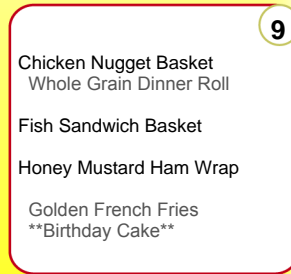 9
Chicken Nugget Basket
Whole Grain Dinner Roll
Fish Sandwich Basket
Honey Mustard Ham Wrap
Golden French Fries
**Birthday Cake**